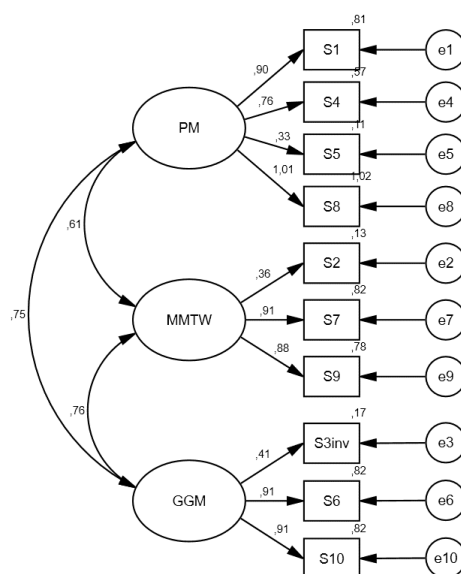 ,81
S1
e1
,90
,57
S4
e4
,76
PM
,11
S5
e5
,33
1,02
S8
e8
1,01
,61
,13
S2
e2
,36
,82
S7
e7
,91
MMTW
,75
,78
S9
e9
,88
,76
,17
S3inv
e3
,41
,82
S6
e6
,91
GGM
,82
S10
e10
,91